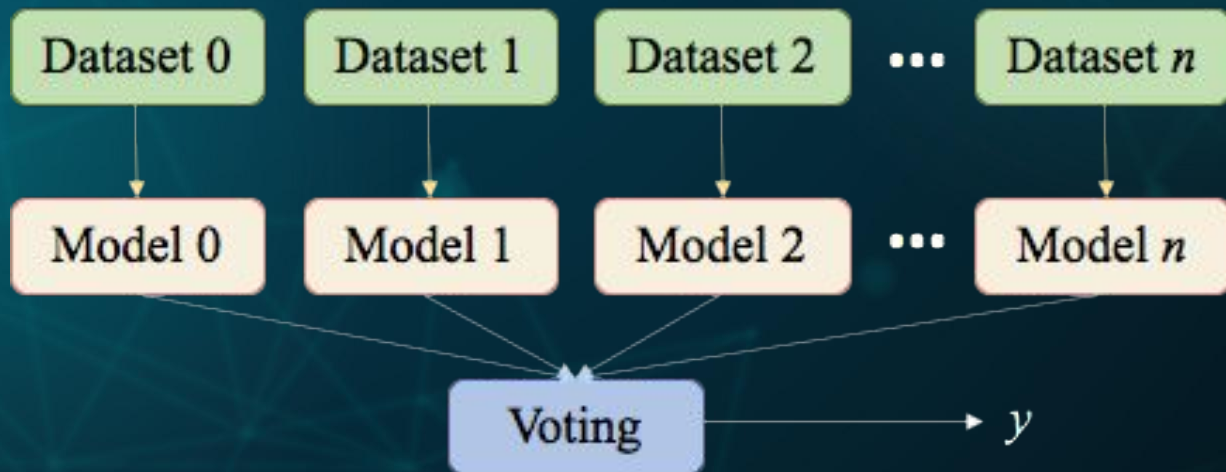 Dataset 0 Dataset 1 Dataset 2 ... Dataset n
Model 0 Model 1 Model 2 ... Model n
Voting y